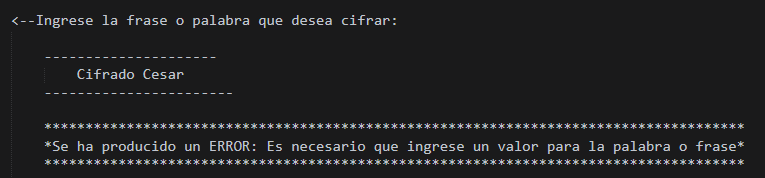 <--Ingrese la frase o palabra que desea cifrar:
---------------------
Cifrado Cesar
-----------------------
*************************************************************************************
*Se ha producido un ERROR: Es necesario que ingrese un valor para la palabra o frase*
*************************************************************************************